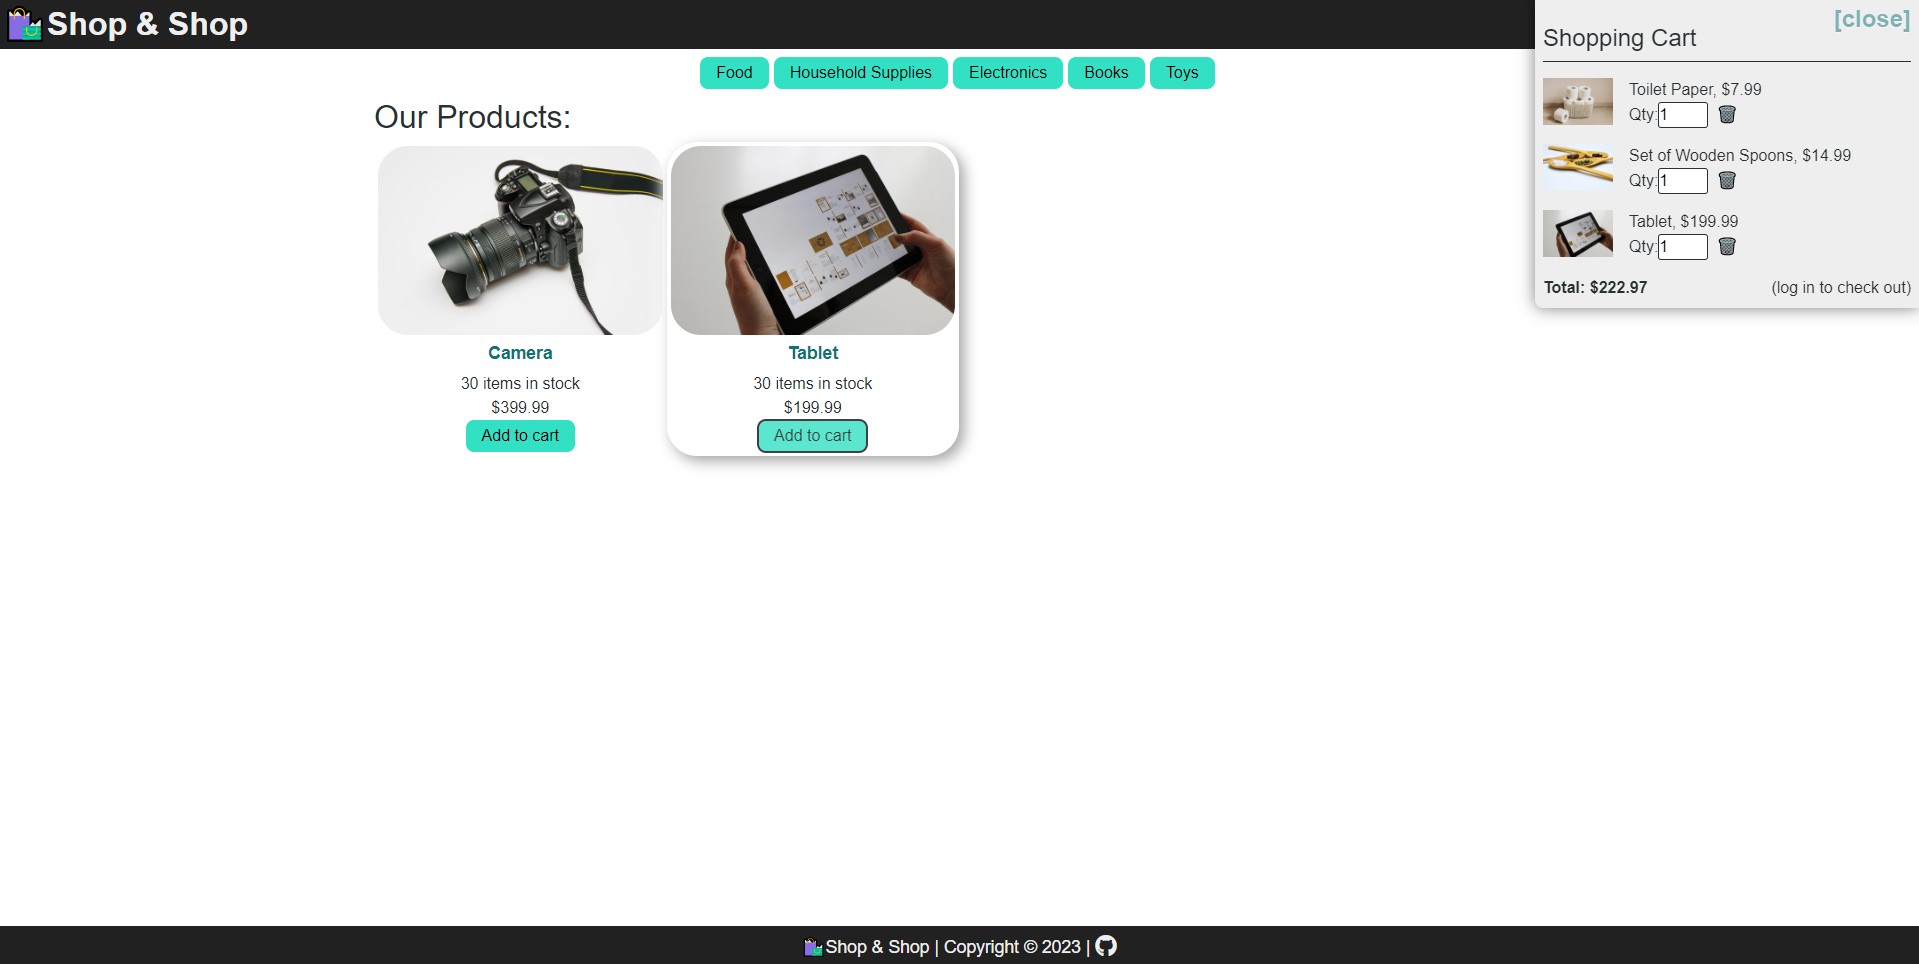 Shop & Shop
[close]
Shopping Cart
Food
Household Supplies
Electronics
Books
Toys
Our Products:
Camera
30 items in stock
$399.99
Add to cart
Tablet
30 items in stock
$199.99
Add to cart
Toilet Paper, $7.99
Qty:1
Set of Wooden Spoons, $14.99
Qty:1
Tablet, $199.99
Qty:1
Total: $222.97
(log in to check out)
Shop & Shop | Copyright © 2023 |